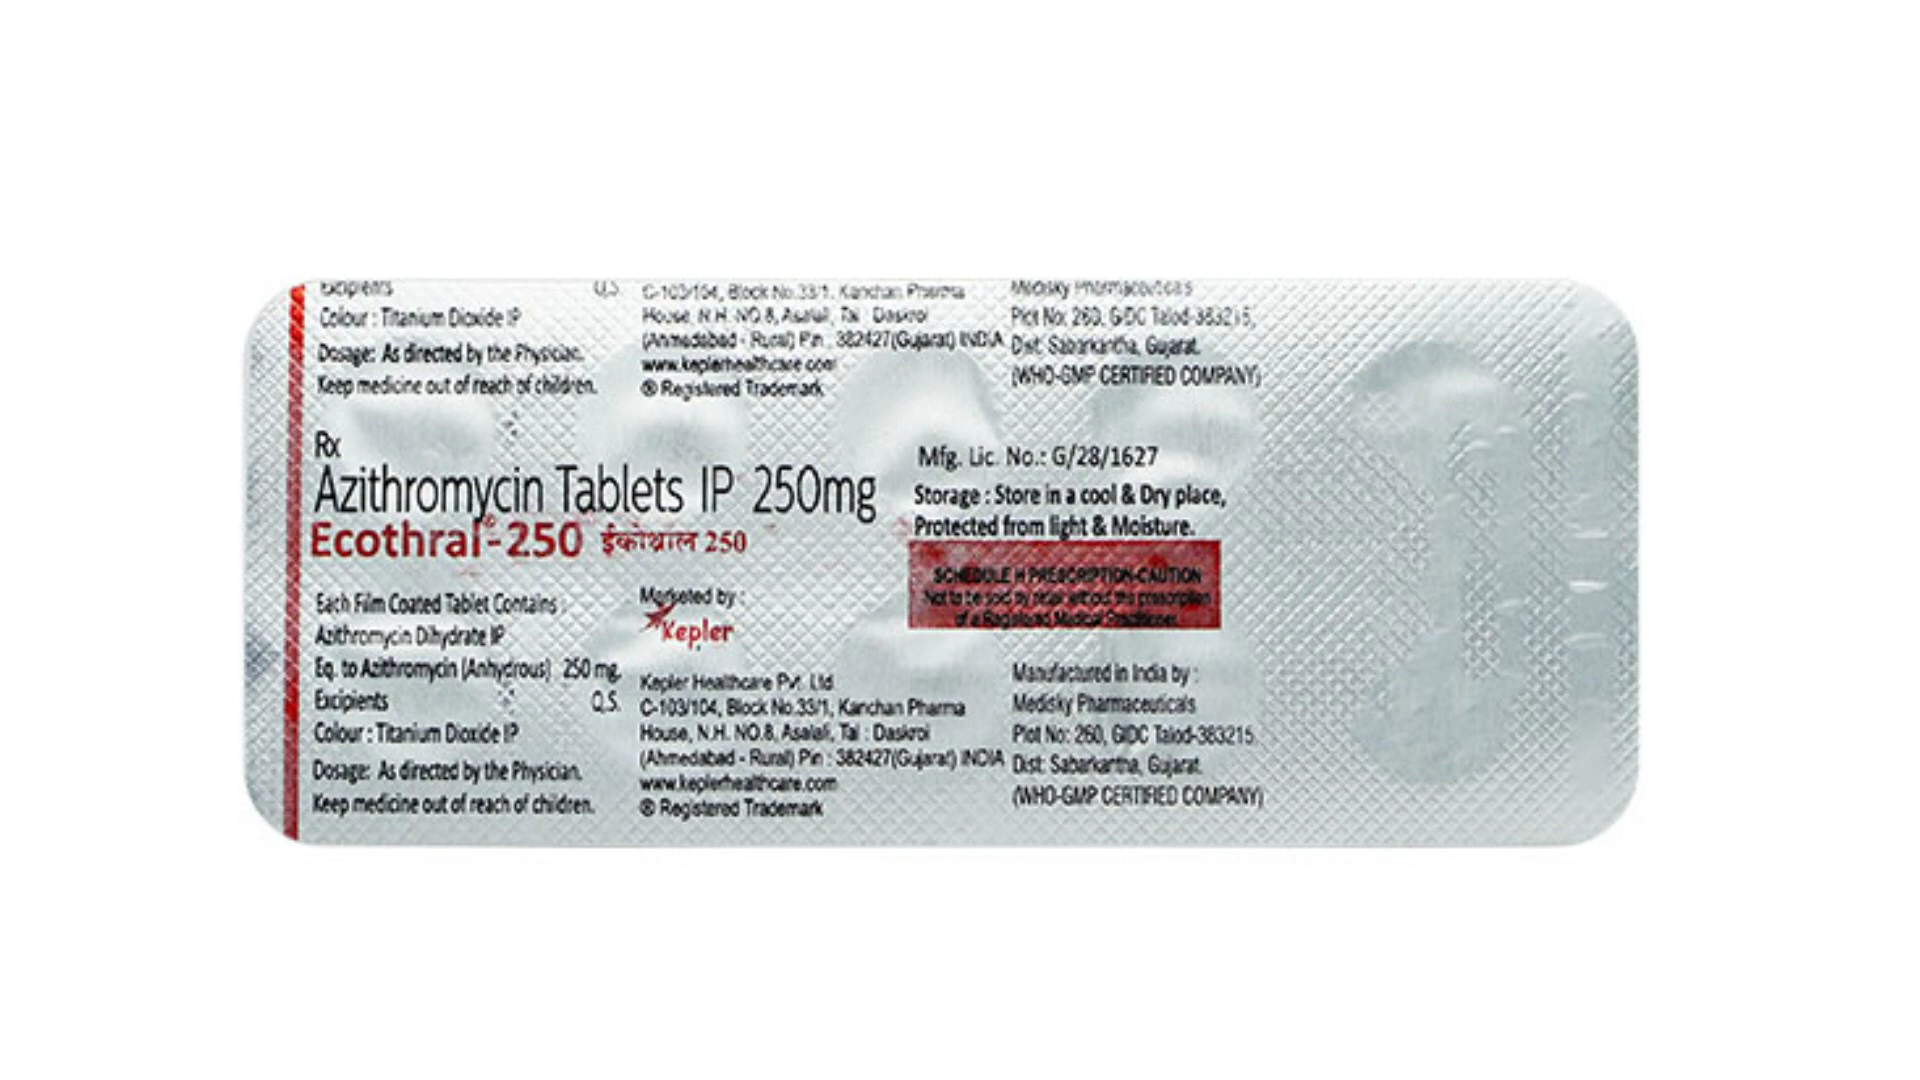 Excipients Q.S.
Colour : Titanium Dioxide IP
Dosage: As directed by the Physician.
Keep medicine out of reach of children.
C-103/104, Block No.33/1, Kanchan Pharma
House, N.H. NO.8, Asalali, Tal : Daskroi
(Ahmedabad - Rural) Pin : 382427(Gujarat) INDIA
www.keplerhealthcare.com
® Registered Trademark
Medisky Pharmaceuticals
Plot No: 260, GIDC Talod-383215,
Dist: Sabarkantha, Gujarat.
(WHO-GMP CERTIFIED COMPANY)
Rx
Azithromycin Tablets IP 250mg
Ecothral®-250 ईकोथ्राल 250
Mfg. Lic. No.: G/28/1627
Storage : Store in a cool & Dry place,
Protected from light & Moisture.
SCHEDULE H PRESCRIPTION-CAUTION
Not to be sold by retail without the prescription
of a Registered Medical Practitioner.
Each Film Coated Tablet Contains :
Azithromycin Dihydrate IP
Eq. to Azithromycin (Anhydrous) 250 mg.
Excipients Q.S.
Colour : Titanium Dioxide IP
Dosage: As directed by the Physician.
Keep medicine out of reach of children.
Marketed by :
Kepler
Kepler Healthcare Pvt. Ltd
C-103/104, Block No.33/1, Kanchan Pharma
House, N.H. NO.8, Asalali, Tal : Daskroi
(Ahmedabad - Rural) Pin : 382427(Gujarat) INDIA
www.keplerhealthcare.com
® Registered Trademark
Manufactured in India by :
Medisky Pharmaceuticals
Plot No: 260, GIDC Talod-383215
Dist: Sabarkantha, Gujarat.
(WHO-GMP CERTIFIED COMPANY)